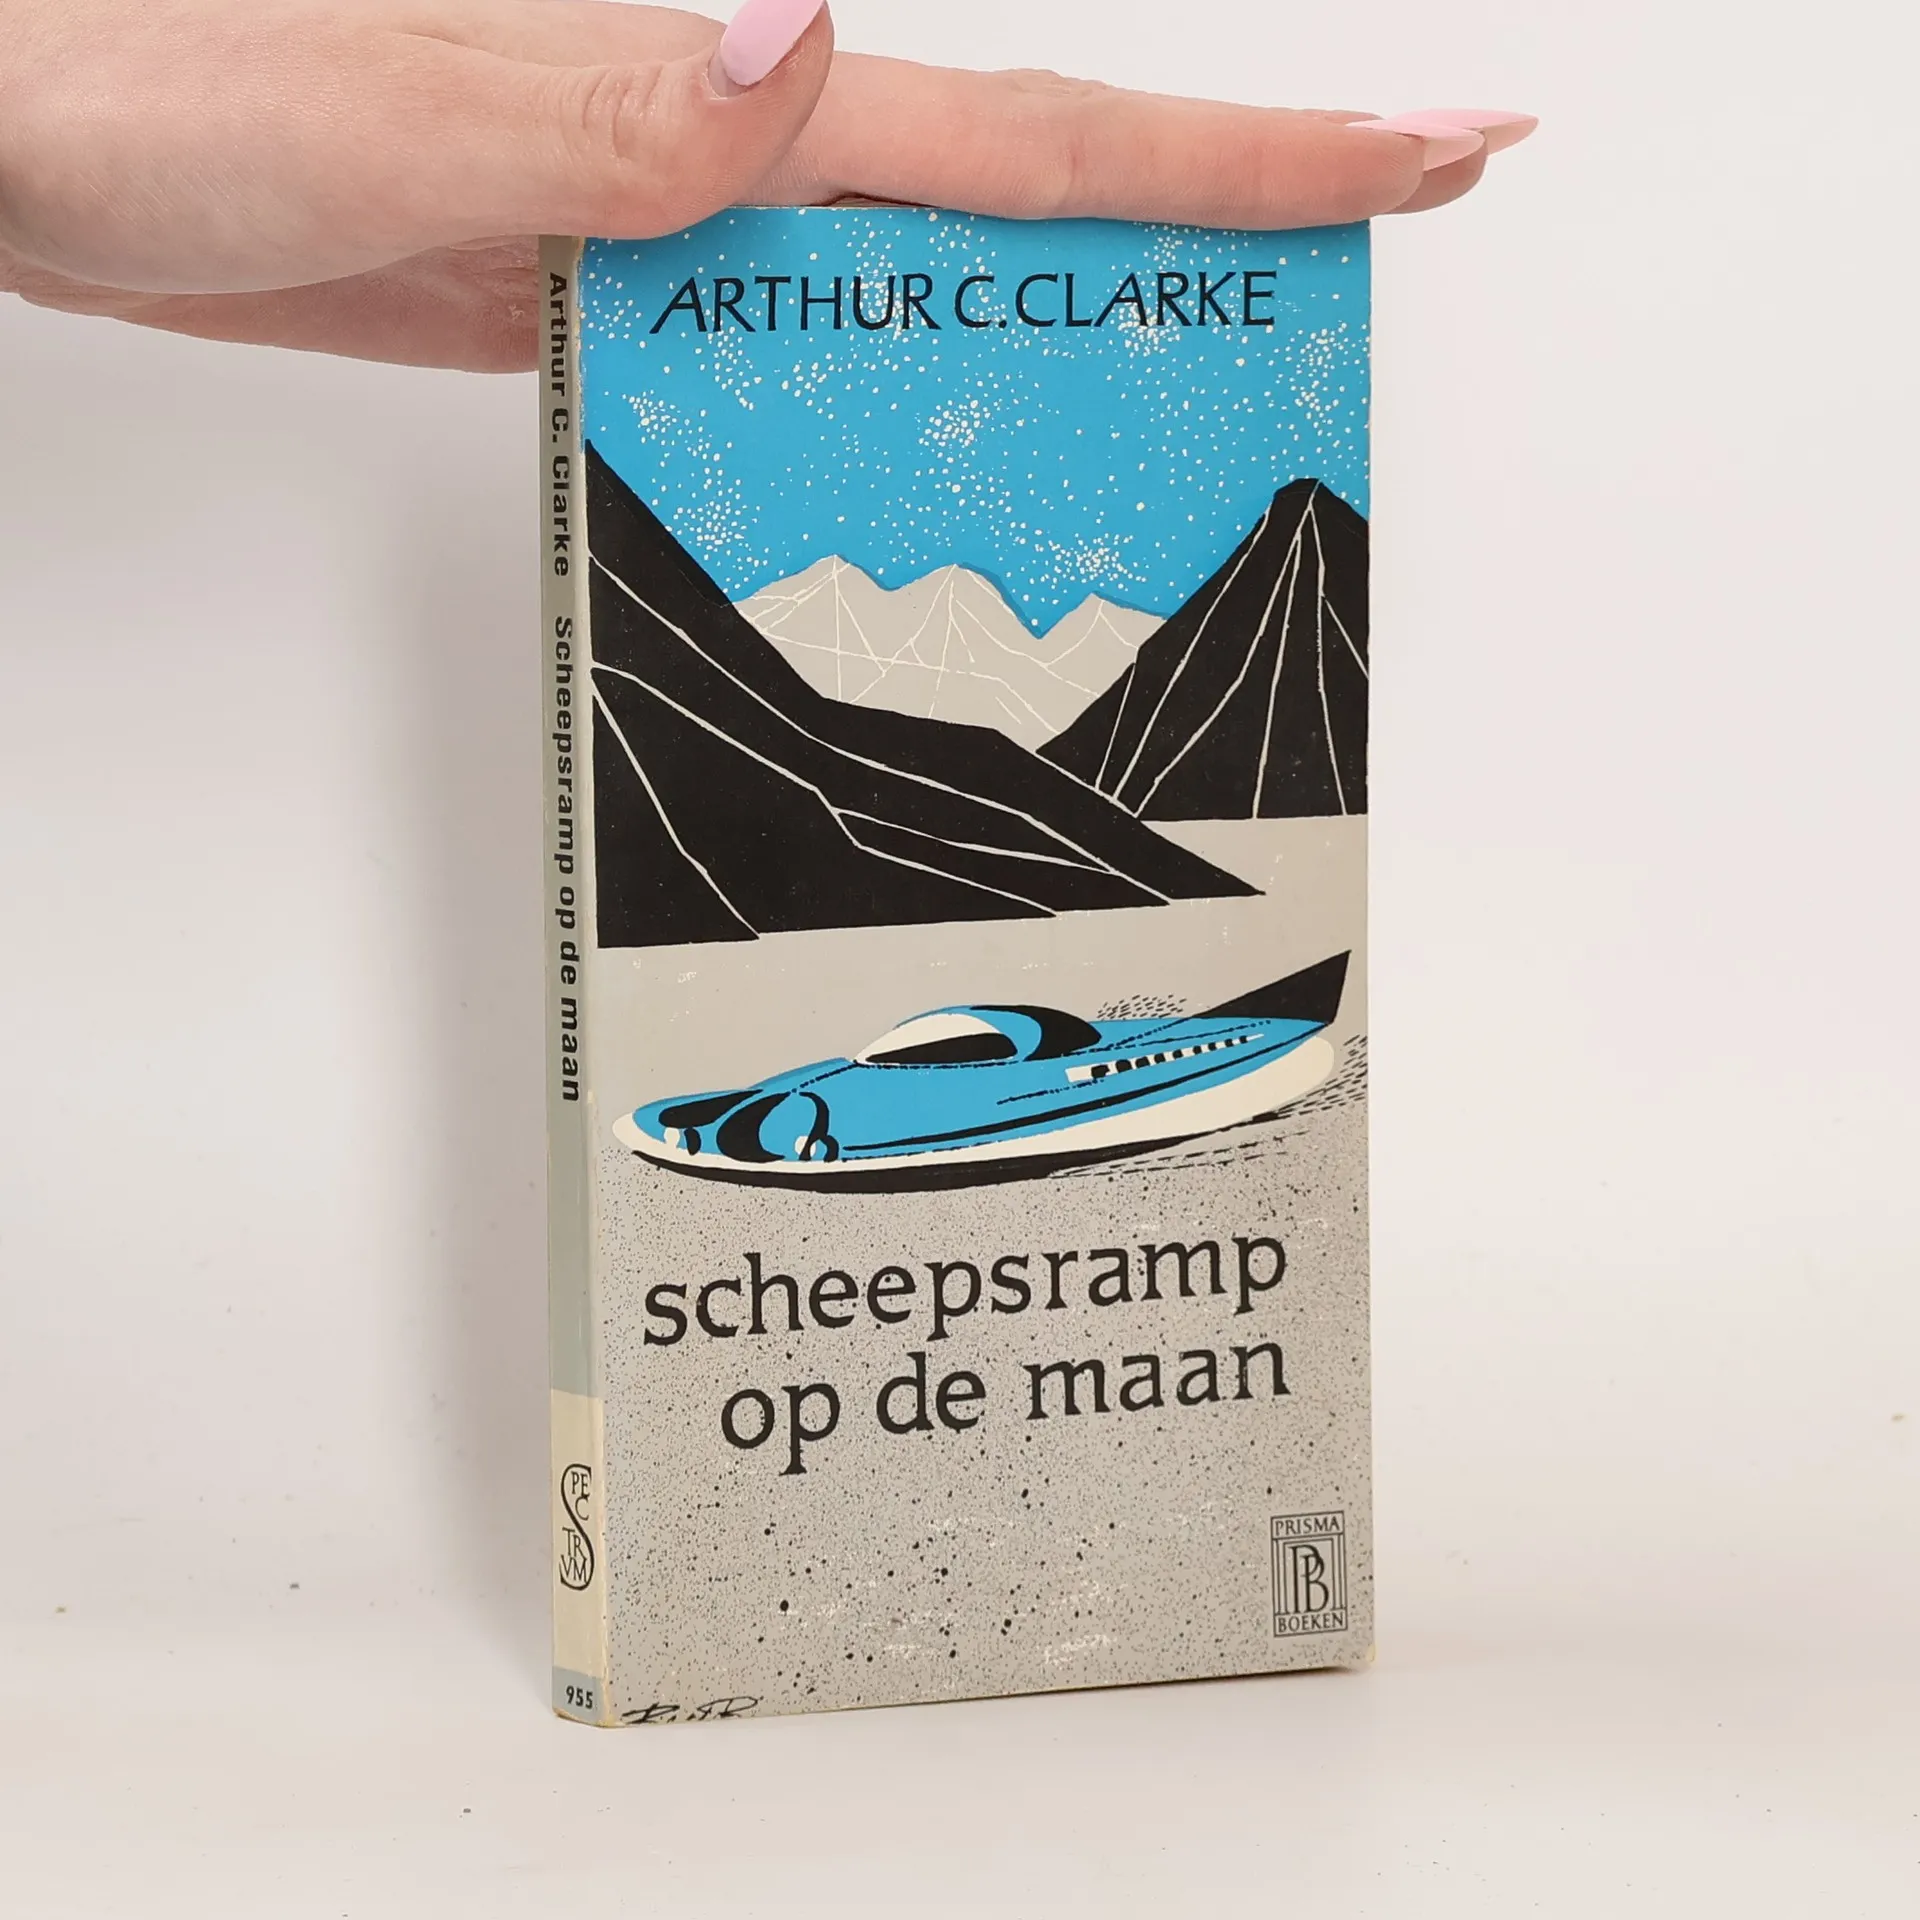 ARTHUR C. CLARKE
scheepsramp
op de maan
PRISMA
PB
BOEKEN
Arthur C. Clarke Scheepsramp op de maan
SPECTRVM
955